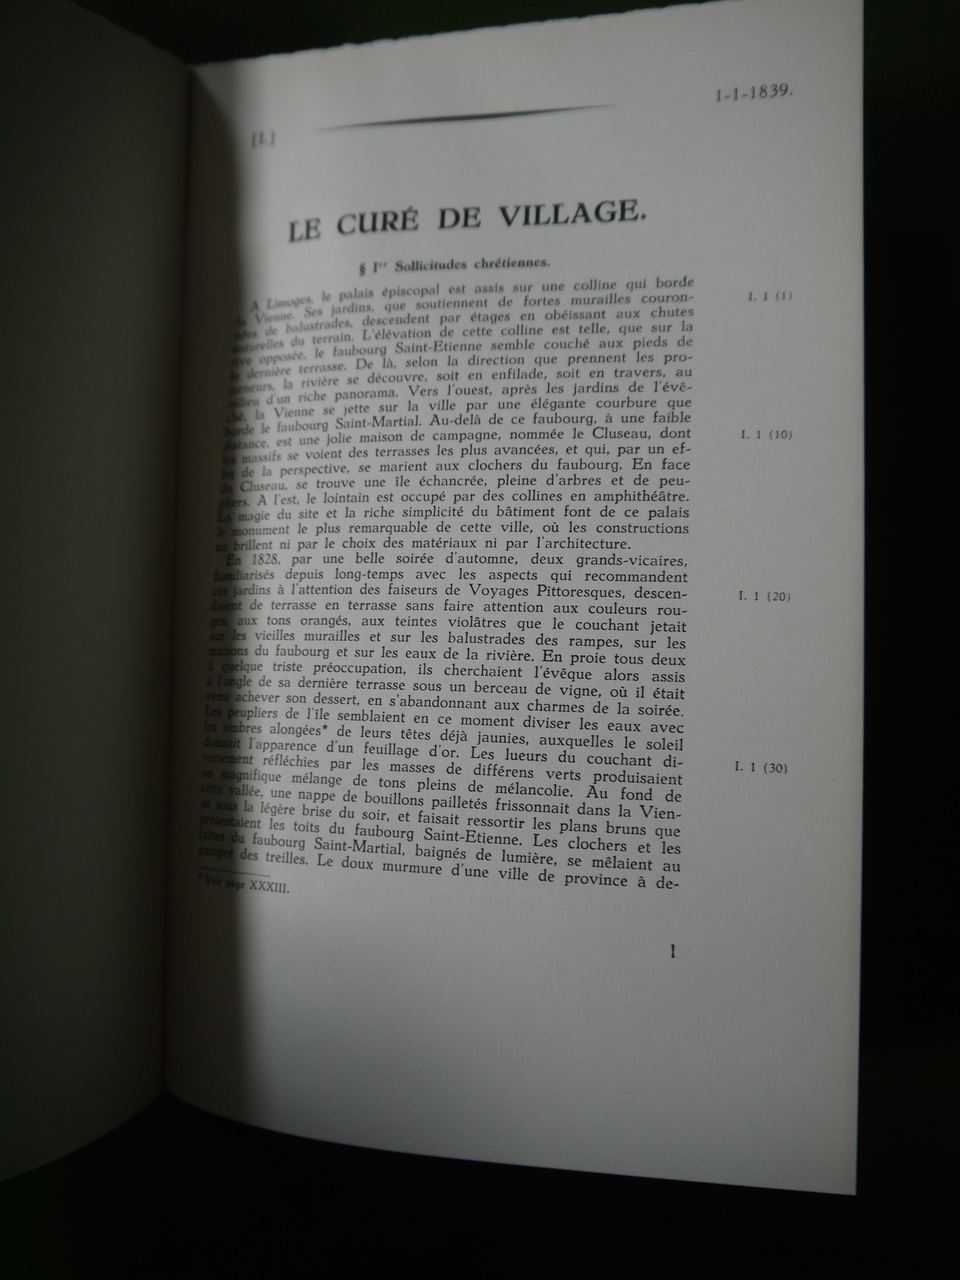 [I.]
1-1-1839.
LE CURÉ DE VILLAGE.
§ Ier Sollicitudes chrétiennes.
A Limoges, le palais épiscopal est assis sur une colline qui borde
I. 1 (1)
la Vienne. Ses jardins, que soutiennent de fortes murailles couron-
nées de balustrades, descendent par étages en obéissant aux chutes
naturelles du terrain. L'élévation de cette colline est telle, que sur la
rive opposée, le faubourg Saint-Etienne semble couché au pieds de
la dernière terrasse. De là, selon la direction que prennent les pro-
meneurs, la rivière se découvre, soit en enfilade, soit en travers, au
milieu d'un riche panorama. Vers l'ouest, après les jardins de l'évê-
ché, la Vienne se jette sur la ville par une élégante courbure que
borde le faubourg Saint-Martial. Au-delà de ce faubourg, à une faible
distance, est une jolie maison de campagne, nommée le Cluseau, dont
I. 1 (10)
les massifs se voient des terrasses les plus avancées, et qui, par un ef-
fet de la perspective, se marient aux clochers du faubourg. En face
du Cluseau, se trouve une île échancrée, pleine d'arbres et de peu-
pliers. A l'est, le lointain est occupé par des collines en amphithéâtre.
La magie du site et la riche simplicité du bâtiment font de ce palais
le monument le plus remarquable de cette ville, où les constructions
ne brillent ni par le choix des matériaux ni par l'architecture.
En 1828, par une belle soirée d'automne, deux grands-vicaires,
familiarisés depuis long-temps avec les aspects qui recommandent
ces jardins à l'attention des faiseurs de Voyages Pittoresques, descen-
I. 1 (20)
daient de terrasse en terrasse sans faire attention aux couleurs rou-
ges, aux tons orangés, aux teintes violâtres que le couchant jetait
sur les vieilles murailles et sur les balustrades des rampes, sur les
maisons du faubourg et sur les eaux de la rivière. En proie tous deux
à quelque triste préoccupation, ils cherchaient l'évêque alors assis
à l'angle de sa dernière terrasse sous un berceau de vigne, où il était
venu achever son dessert, en s'abandonnant aux charmes de la soirée.
Les peupliers de l'île semblaient en ce moment diviser les eaux avec
les ombres alongées* de leurs têtes déjà jaunies, auxquelles le soleil
donnait l'apparence d'un feuillage d'or. Les lueurs du couchant di-
versement réfléchies par les masses de différens verts produisaient
I. 1 (30)
un magnifique mélange de tons pleins de mélancolie. Au fond de
cette vallée, une nappe de bouillons pailletés frissonnait dans la Vien-
ne sous la légère brise du soir, et faisait ressortir les plans bruns que
présentaient les toits du faubourg Saint-Etienne. Les clochers et les
faîtes du faubourg Saint-Martial, baignés de lumière, se mêlaient au
pampre des treilles. Le doux murmure d'une ville de province à de-
* Voir page XXXIII.
1